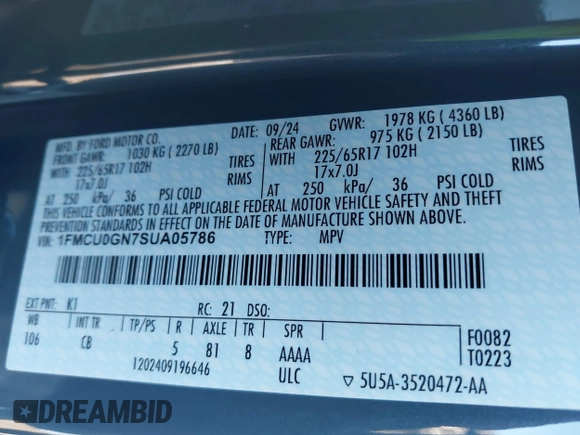 MFD. BY FORD MOTOR CO. DATE: 09/24 GVWR: 1978 KG ( 4360 LB)
FRONT GAWR: 1030 KG ( 2270 LB) REAR GAWR: 975 KG ( 2150 LB)
WITH 225/65R17 102H TIRES WITH 225/65R17 102H TIRES
17x7.0J RIMS 17x7.0J RIMS
AT 250 kPa/ 36 PSI COLD AT 250 kPa/ 36 PSI COLD
THIS VEHICLE CONFORMS TO ALL APPLICABLE FEDERAL MOTOR VEHICLE SAFETY AND THEFT
PREVENTION STANDARDS IN EFFECT ON THE DATE OF MANUFACTURE SHOWN ABOVE.
VIN: 1FMCU0GN7SUA05786 TYPE: MPV
EXT PNT: K1 RC: 21 DSO:
WB INT TR TP/PS R AXLE TR SPR F0082
106 CB 5 81 8 AAAA T0223
1202409196646 ULC ▽ 5U5A-3520472-AA
DREAMBID